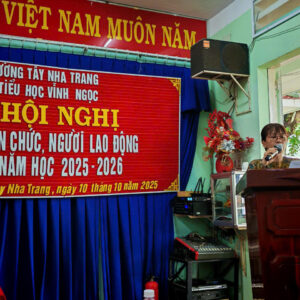 VIỆT NAM MUÔN NĂM
ƯỜNG TÂY NHA TRANG
TIỂU HỌC VĨNH NGỌC
HỘI NGHỊ
N CHỨC, NGƯỜI LAO ĐỘNG
NĂM HỌC 2025-2026
y Nha Trang, ngày 10 tháng 10 năm 2025